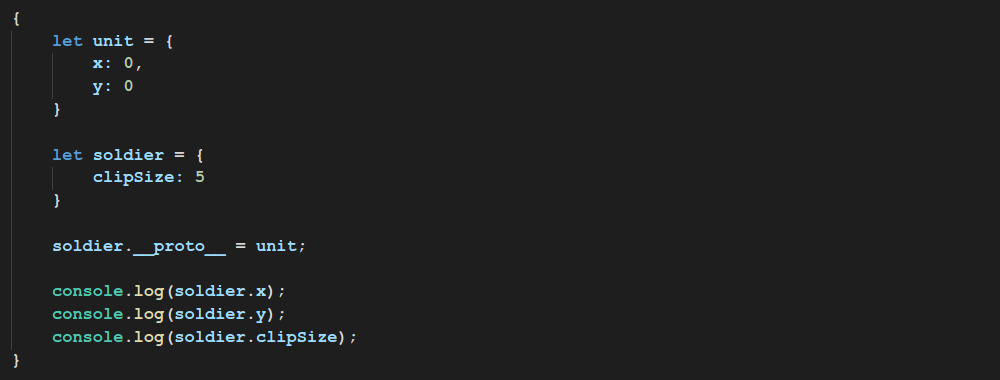 {
    let unit = {
        x: 0,
        y: 0
    }

    let soldier = {
        clipSize: 5
    }

    soldier.__proto__ = unit;

    console.log(soldier.x);
    console.log(soldier.y);
    console.log(soldier.clipSize);
}